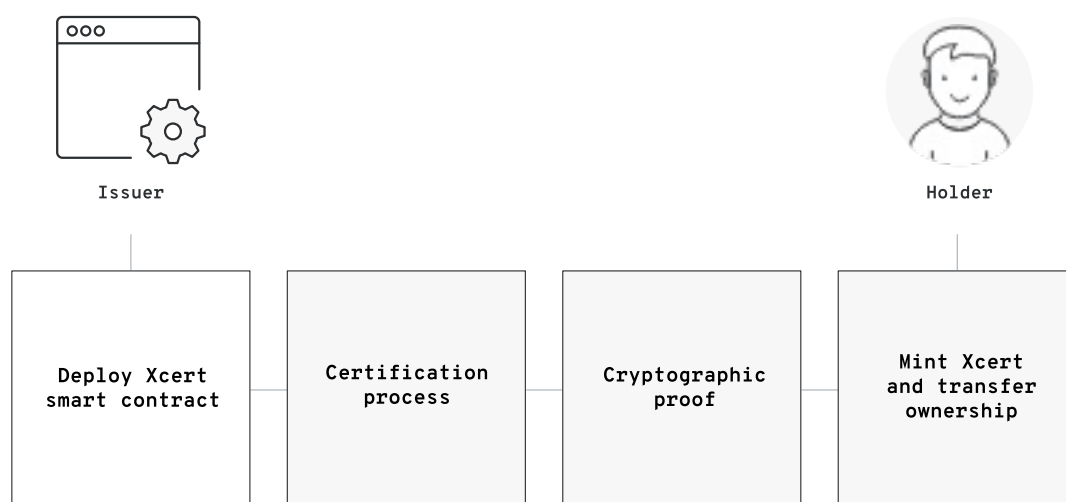 Issuer
Holder
Deploy Xcert
smart contract
Certification
process
Cryptographic
proof
Mint Xcert
and transfer
ownership